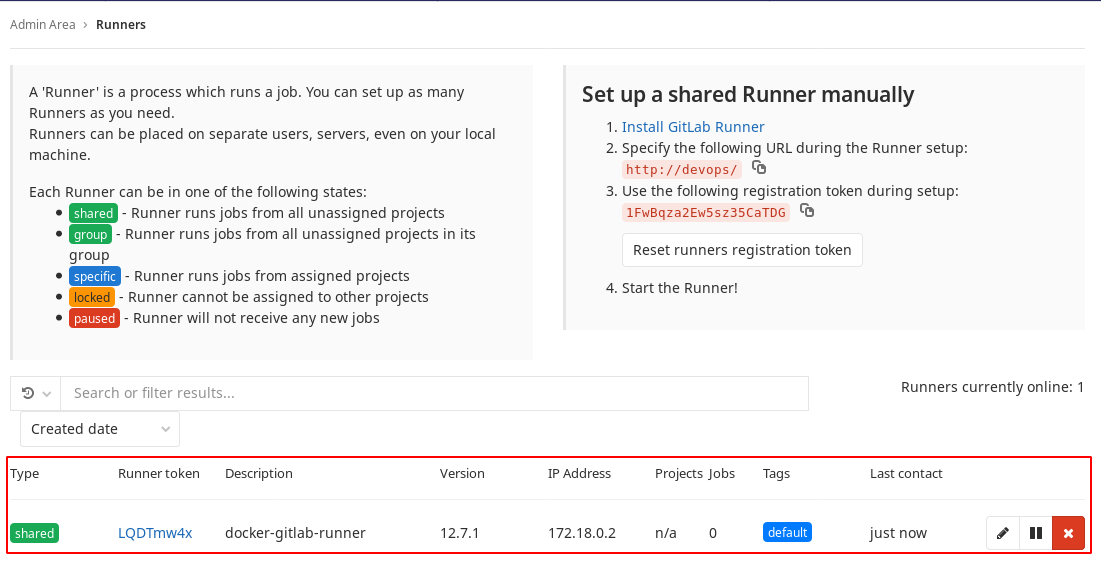 Admin Area › Runners
A 'Runner' is a process which runs a job. You can set up as many
Runners as you need.
Runners can be placed on separate users, servers, even on your local
machine.
Each Runner can be in one of the following states:
• shared - Runner runs jobs from all unassigned projects
• group - Runner runs jobs from all unassigned projects in its
group
• specific - Runner runs jobs from assigned projects
• locked - Runner cannot be assigned to other projects
• paused - Runner will not receive any new jobs
Set up a shared Runner manually
1. Install GitLab Runner
2. Specify the following URL during the Runner setup:
http://devops/
3. Use the following registration token during setup:
1FwBqza2Ew5sz35CaTDG
Reset runners registration token
4. Start the Runner!
Search or filter results...
Runners currently online: 1
Created date
Type Runner token Description Version IP Address Projects Jobs Tags Last contact
shared LQDTmw4x docker-gitlab-runner 12.7.1 172.18.0.2 n/a 0 default just now